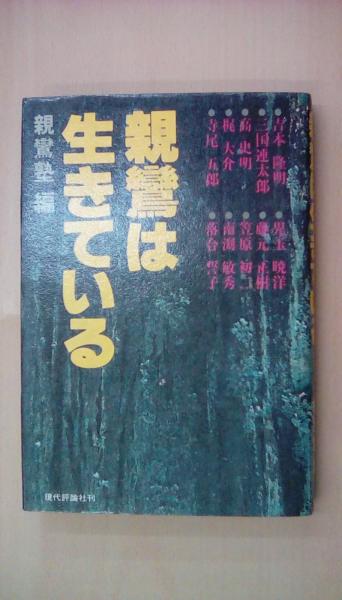 ●吉本 隆明
●三国連太郎
●高 史明
●梶 大介
●寺尾 五郎
●児玉 暁洋
●藤元 正樹
●笠原 初二
●南渕 敏秀
●落合 誓子
親鸞は
生きている
親鸞塾 編
現代評論社刊